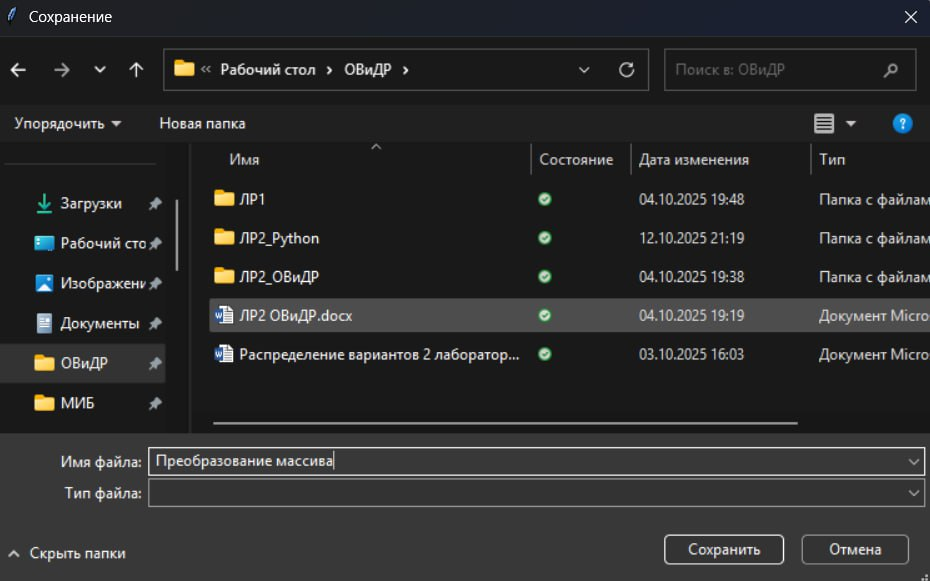 Сохранение
Рабочий стол › ОВиДР ›
Поиск в: ОВиДР
Упорядочить
Новая папка
Имя Состояние Дата изменения Тип
Загрузки
Рабочий сто
Изображени
Документы
ОВиДР
МИБ
ЛР1 04.10.2025 19:48 Папка с файлам
ЛР2_Python 12.10.2025 21:19 Папка с файлам
ЛР2_ОВиДР 04.10.2025 19:38 Папка с файлам
ЛР2 ОВиДР.docx 04.10.2025 19:19 Документ Micro
Распределение вариантов 2 лаборатор... 03.10.2025 16:03 Документ Micro
Имя файла: Преобразование массива
Тип файла:
Скрыть папки
Сохранить
Отмена